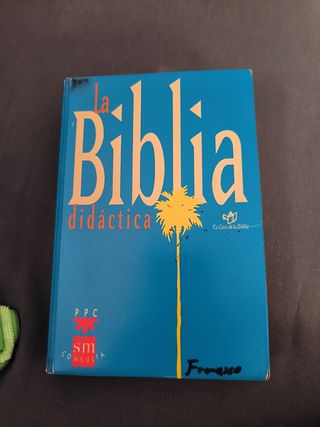 La
Biblia
didáctica
La Casa de la Biblia
PPC
sm
CONSULTA